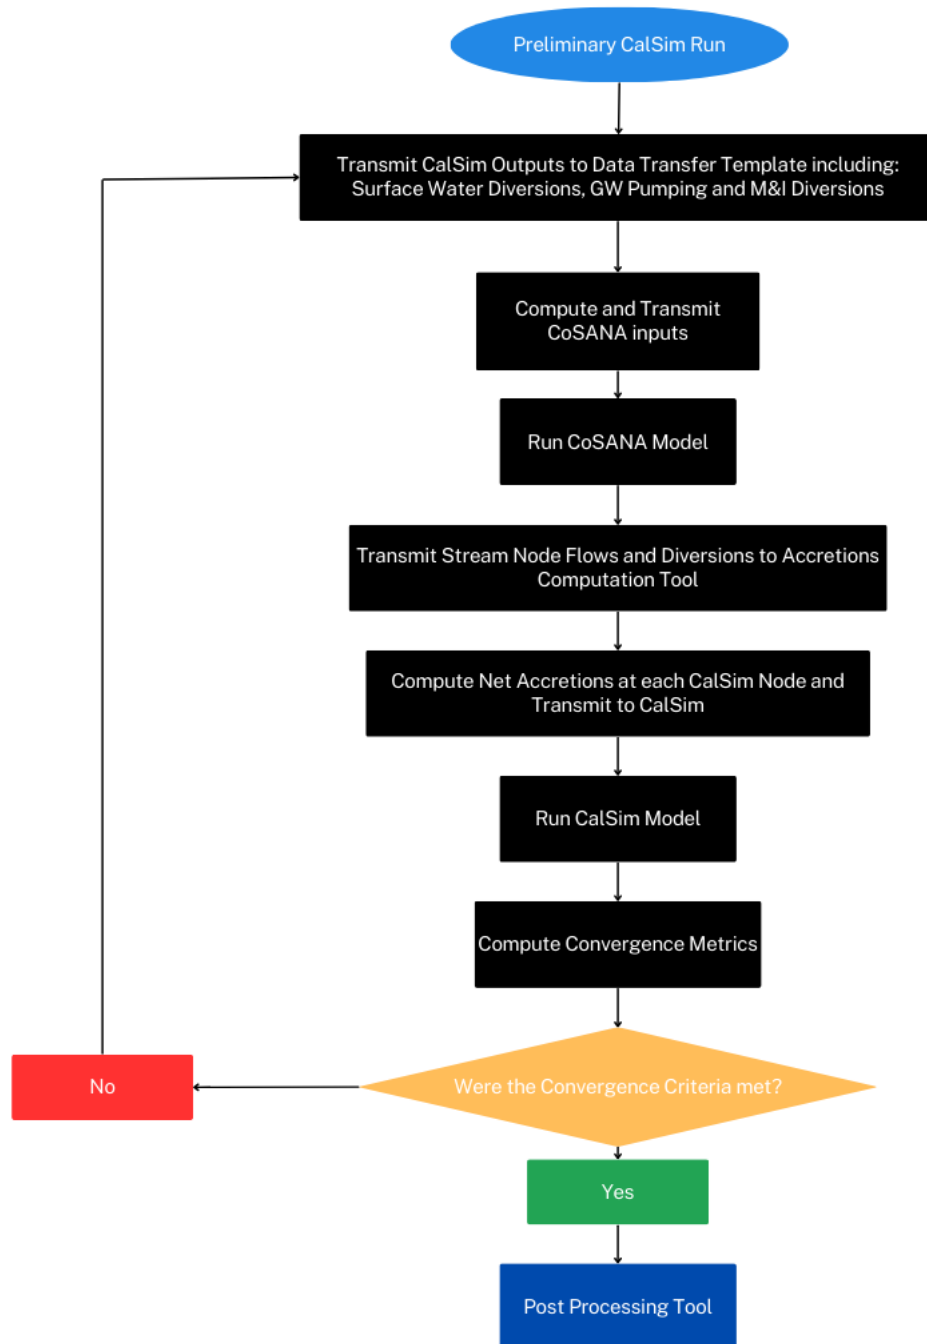 Preliminary CalSim Run
Transmit CalSim Outputs to Data Transfer Template including:
Surface Water Diversions, GW Pumping and M&I Diversions
Compute and Transmit
CoSANA inputs
Run CoSANA Model
Transmit Stream Node Flows and Diversions to Accretions
Computation Tool
Compute Net Accretions at each CalSim Node and
Transmit to CalSim
Run CalSim Model
Compute Convergence Metrics
Were the Convergence Criteria met?
No
Yes
Post Processing Tool